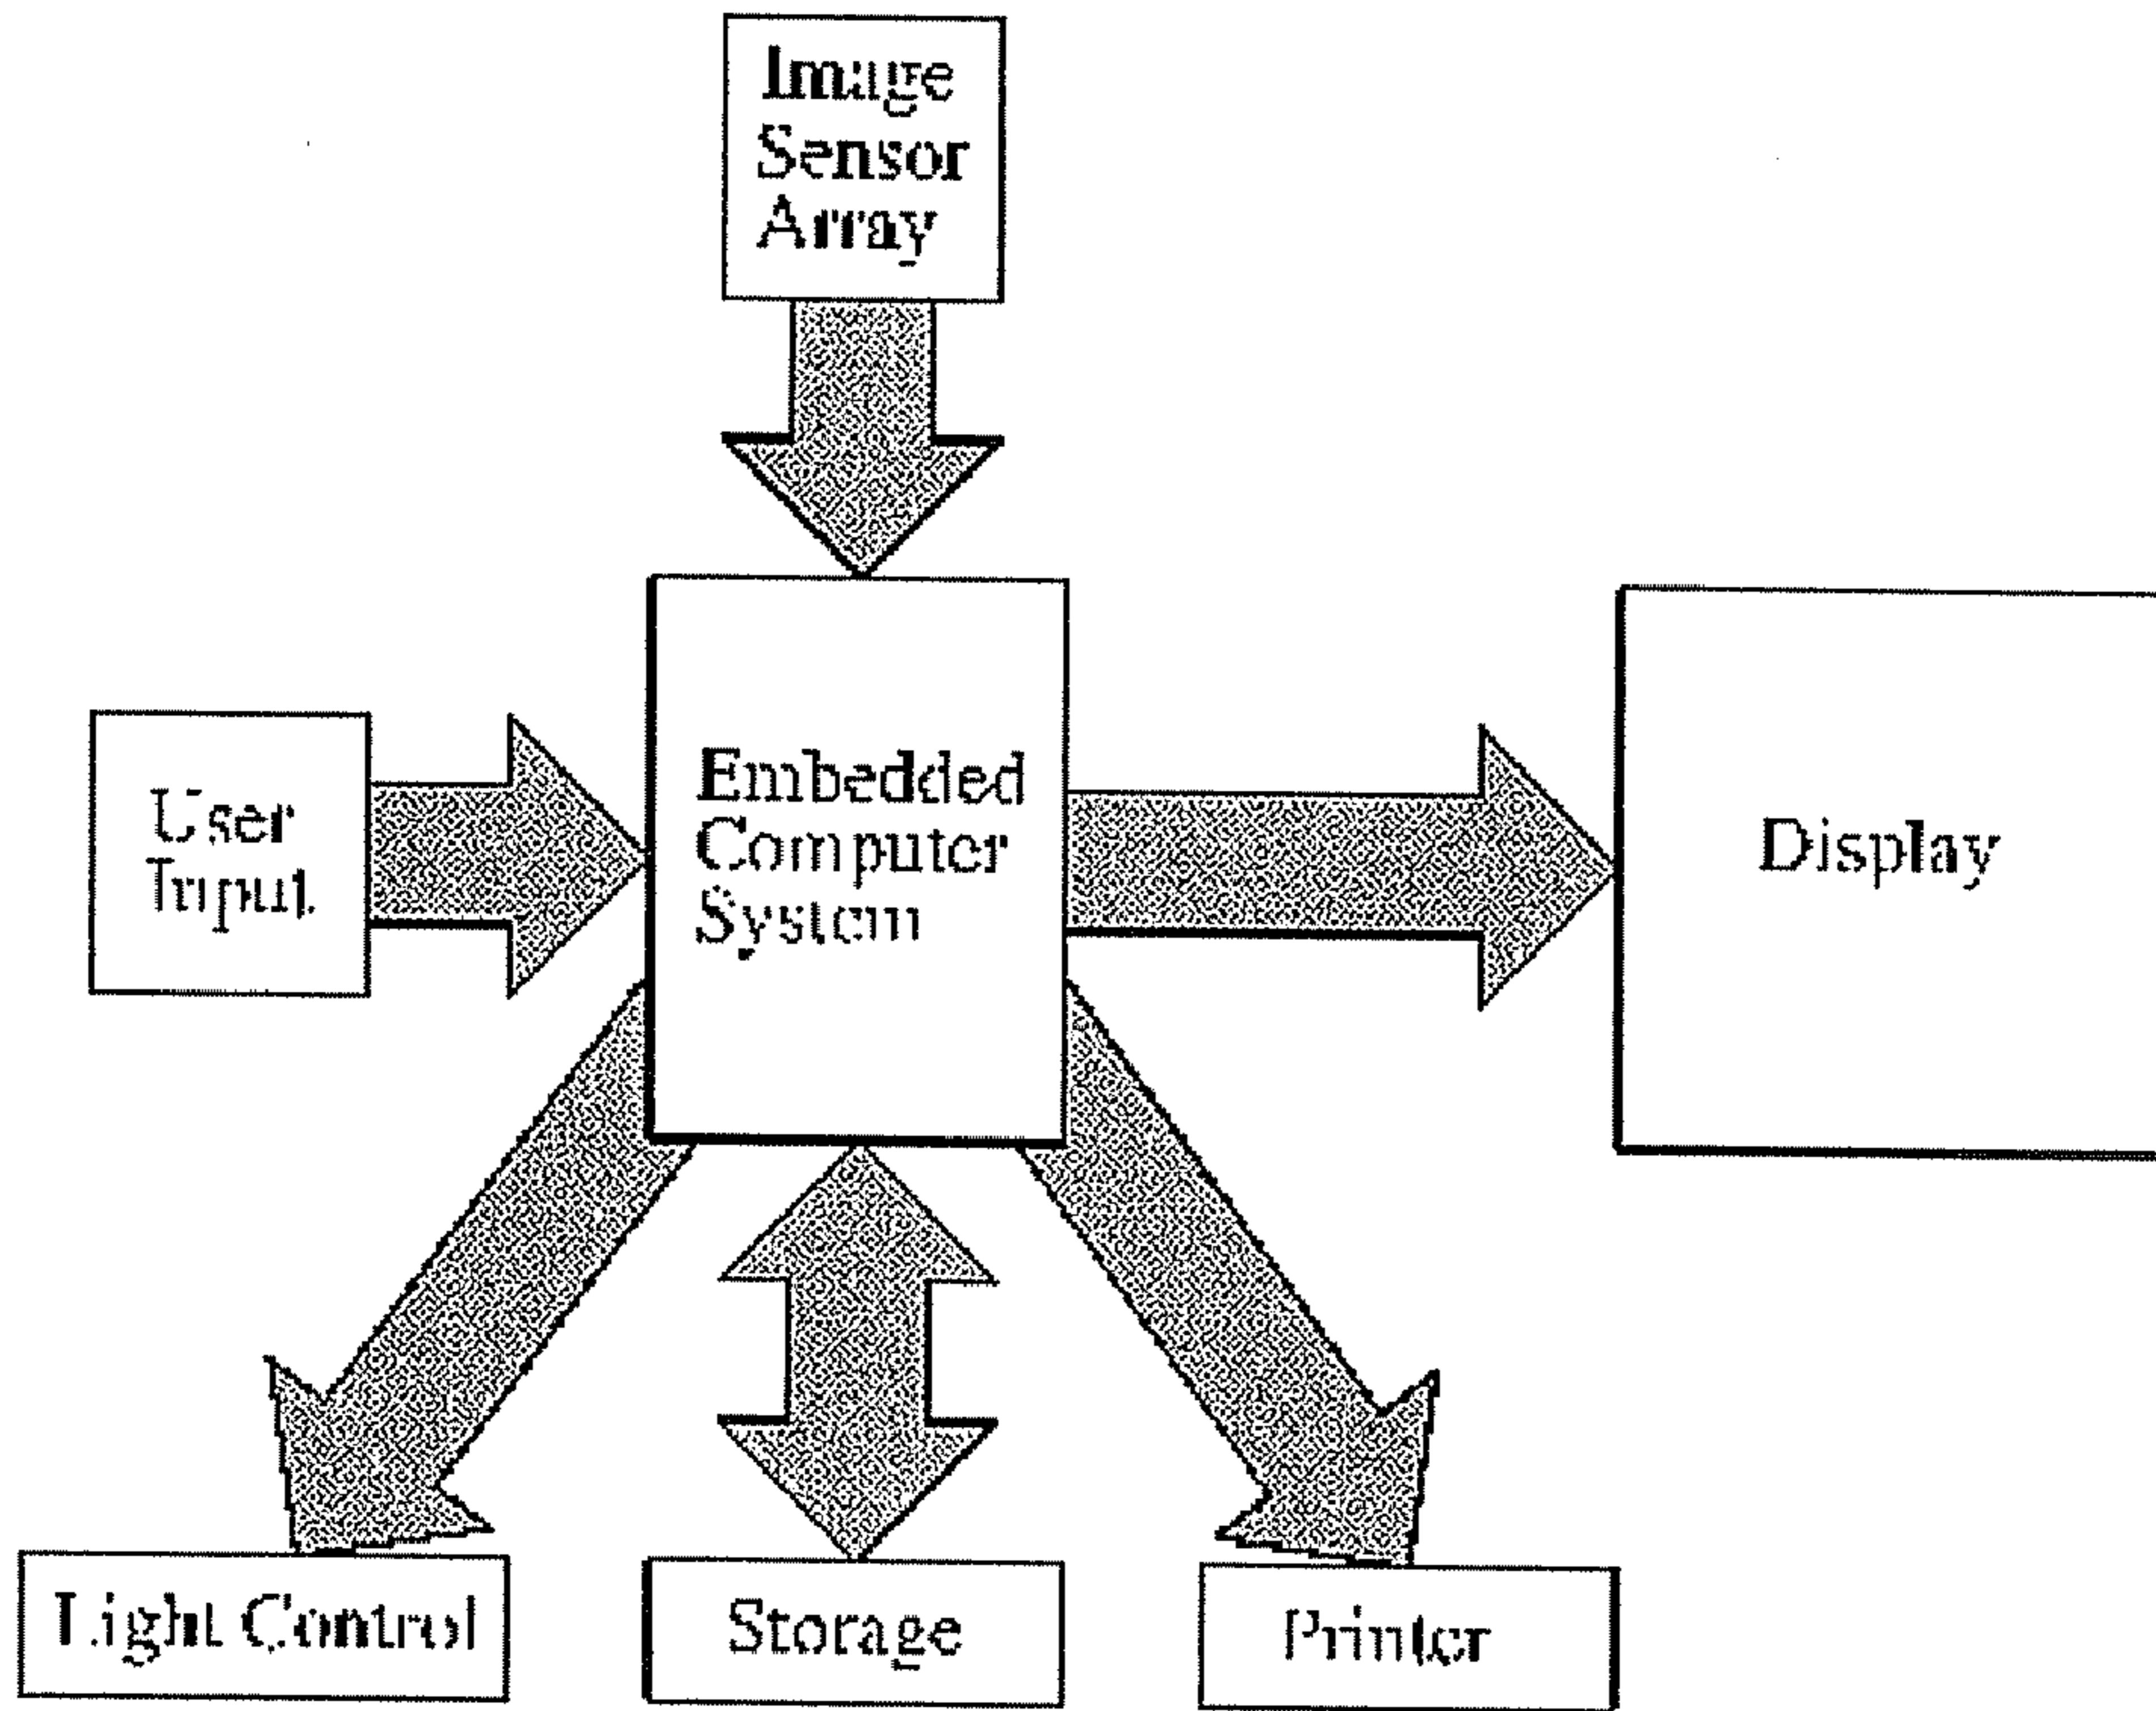 Image
Sensor
Array
User
Input
Embedded
Computer
System
Display
Light Control
Storage
Printer